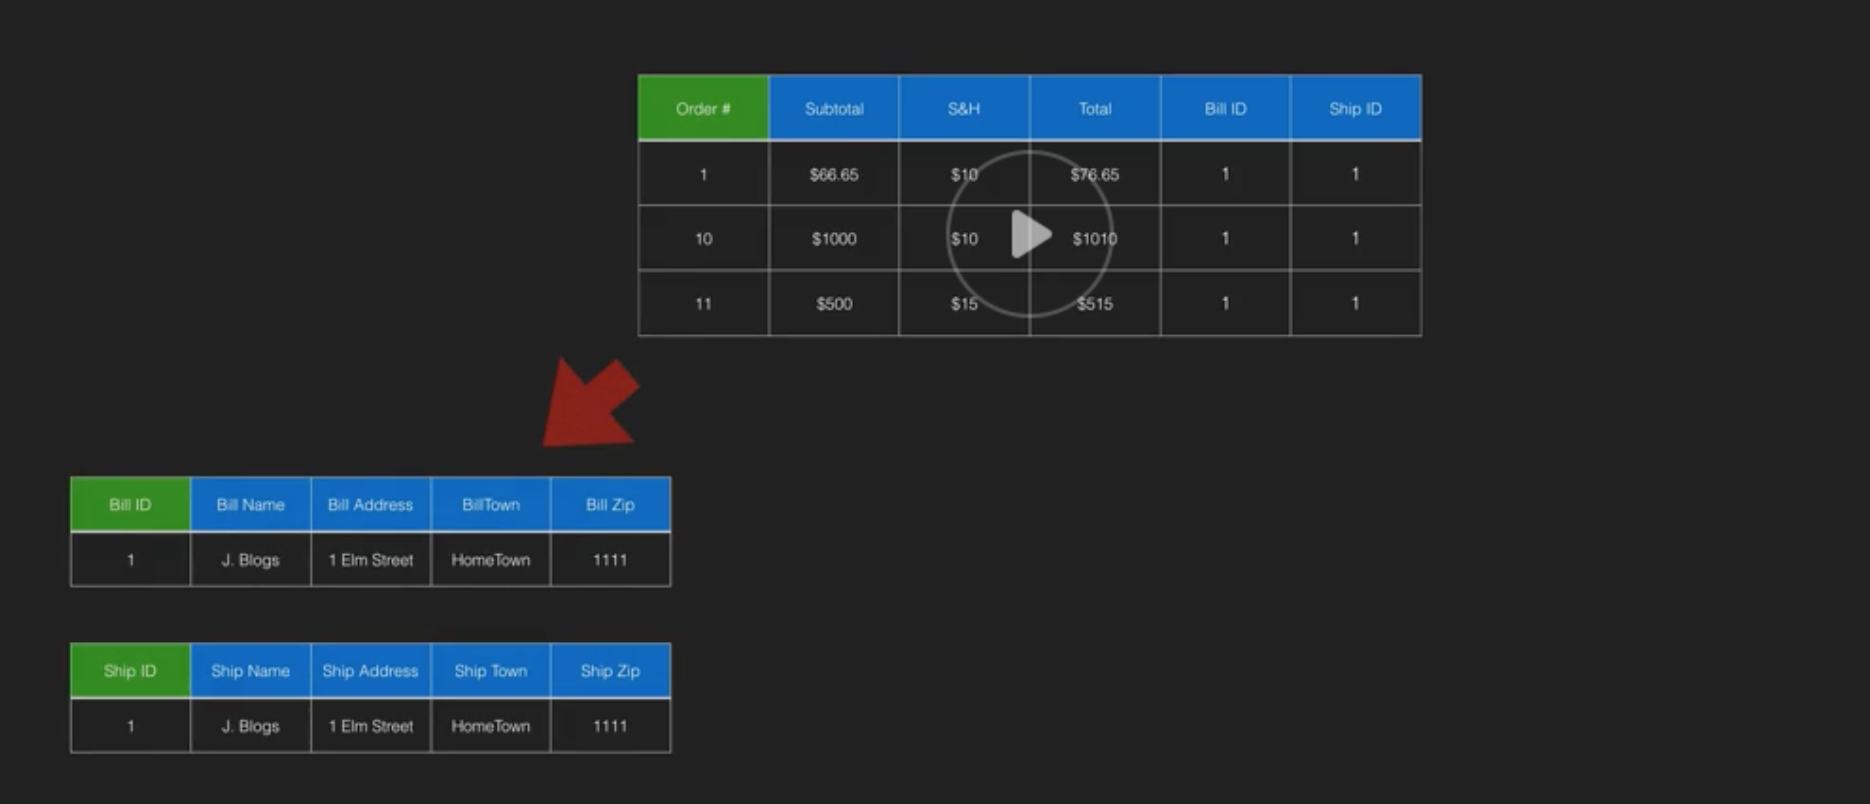 Order # Subtotal S&H Total Bill ID Ship ID
1 $66.65 $10 $76.65 1 1
10 $1000 $10 $1010 1 1
11 $500 $15 $515 1 1
Bill ID Bill Name Bill Address BillTown Bill Zip
1 J. Blogs 1 Elm Street HomeTown 1111
Ship ID Ship Name Ship Address Ship Town Ship Zip
1 J. Blogs 1 Elm Street HomeTown 1111